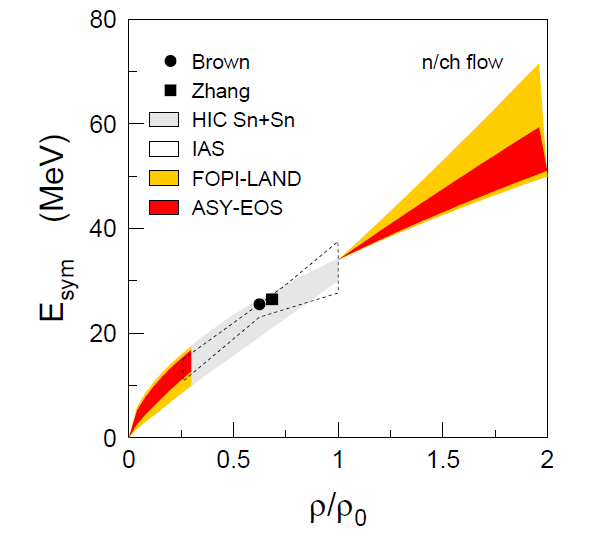 80
60
40
20
0
E_sym (MeV)
n/ch flow
Brown
Zhang
HIC Sn+Sn
IAS
FOPI-LAND
ASY-EOS
0 0.5 1 1.5 2
ρ/ρ₀